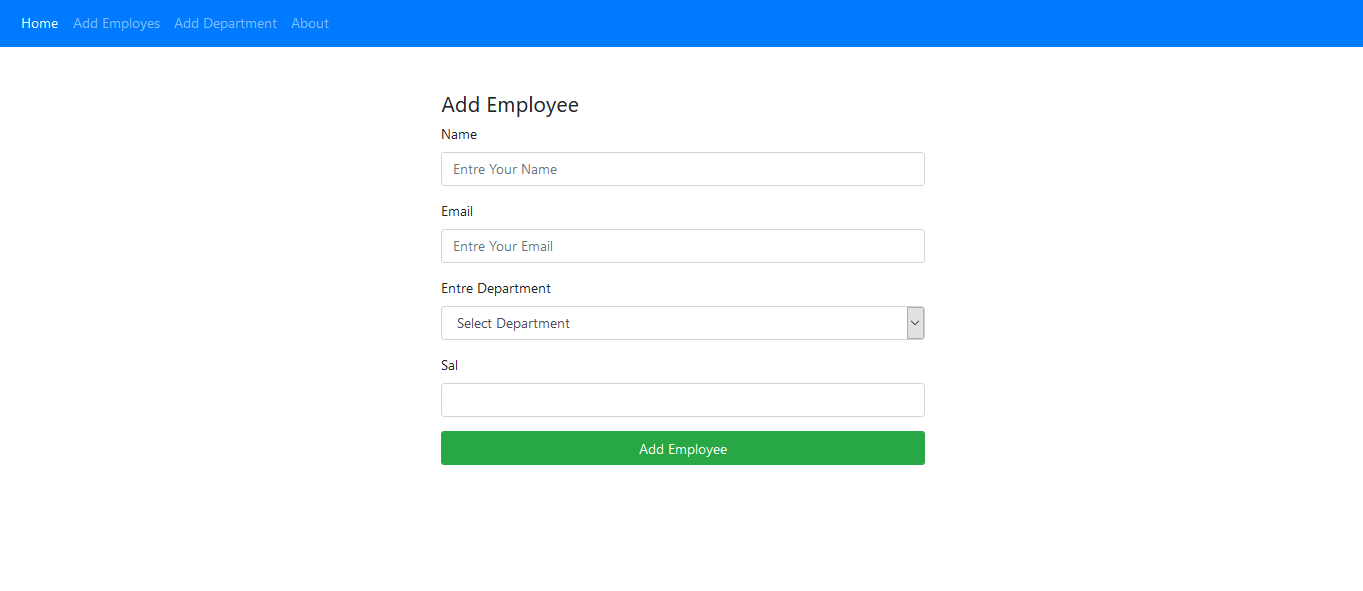 Home Add Employes Add Department About
Add Employee
Name
Entre Your Name
Email
Entre Your Email
Entre Department
Select Department
Sal
Add Employee